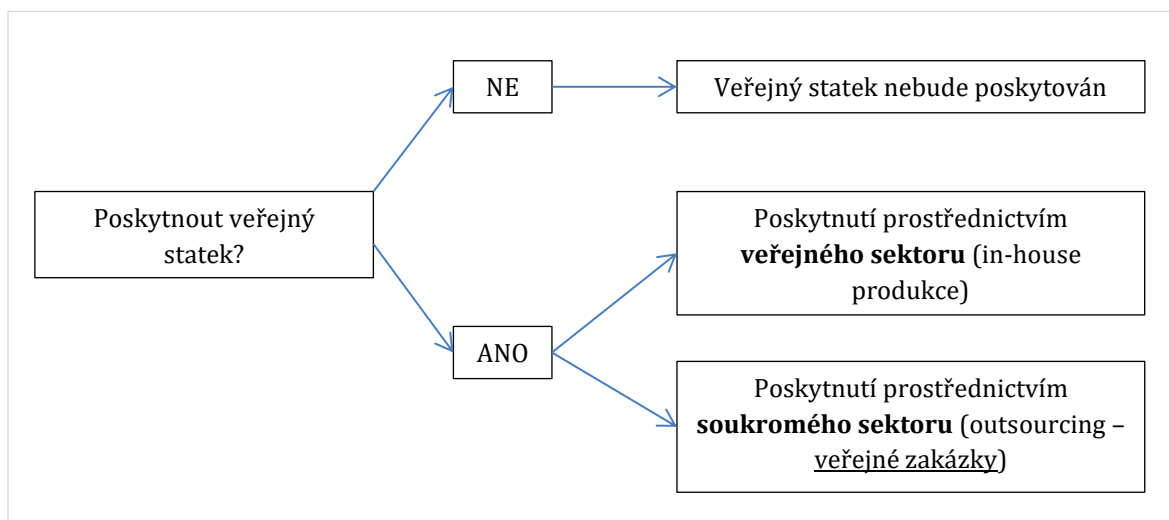 NE
Veřejný statek nebude poskytován
Poskytnout veřejný
statek?
Poskytnutí prostřednictvím
veřejného sektoru (in-house
produkce)
ANO
Poskytnutí prostřednictvím
soukromého sektoru (outsourcing –
veřejné zakázky)